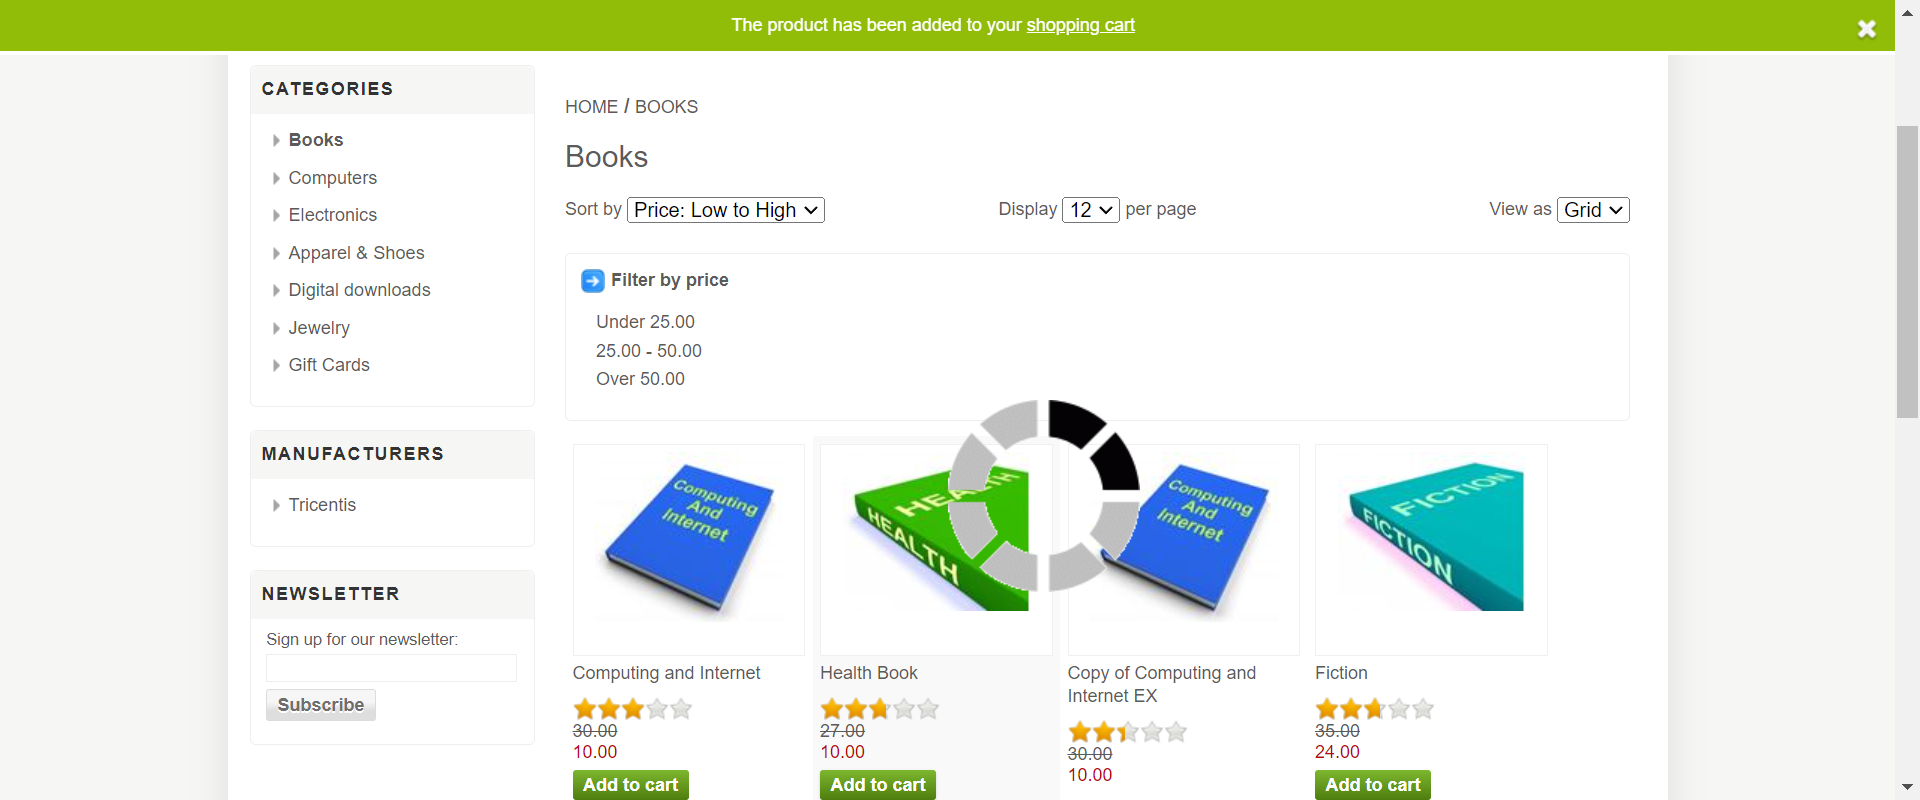 The product has been added to your shopping cart
CATEGORIES
Books
Computers
Electronics
Apparel & Shoes
Digital downloads
Jewelry
Gift Cards
MANUFACTURERS
Tricentis
NEWSLETTER
Sign up for our newsletter:
Subscribe
HOME / BOOKS
Books
Sort by Price: Low to High Display 12 per page View as Grid
Filter by price
Under 25.00
25.00 - 50.00
Over 50.00
Computing
And
Internet
HEALTH
HEALTH
Computing
And
Internet
FICTION
FICTION
Computing and Internet
30.00
10.00
Add to cart
Health Book
27.00
10.00
Add to cart
Copy of Computing and
Internet EX
30.00
10.00
Fiction
35.00
24.00
Add to cart